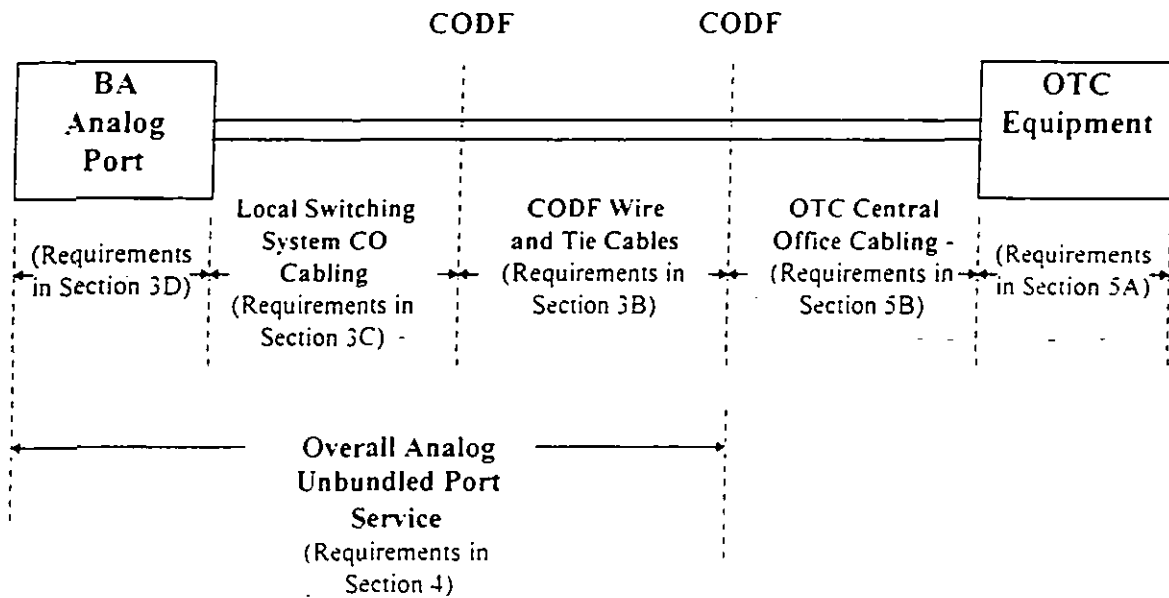 CODF
CODF
BA
Analog
Port
OTC
Equipment
(Requirements
in Section 3D)
Local Switching
System CO
Cabling
(Requirements in
Section 3C) -
CODF Wire
and Tie Cables
(Requirements in
Section 3B)
OTC Central
Office Cabling -
(Requirements in
Section 5B)
(Requirements
in Section 5A)
Overall Analog
Unbundled Port
Service
(Requirements in
Section 4)